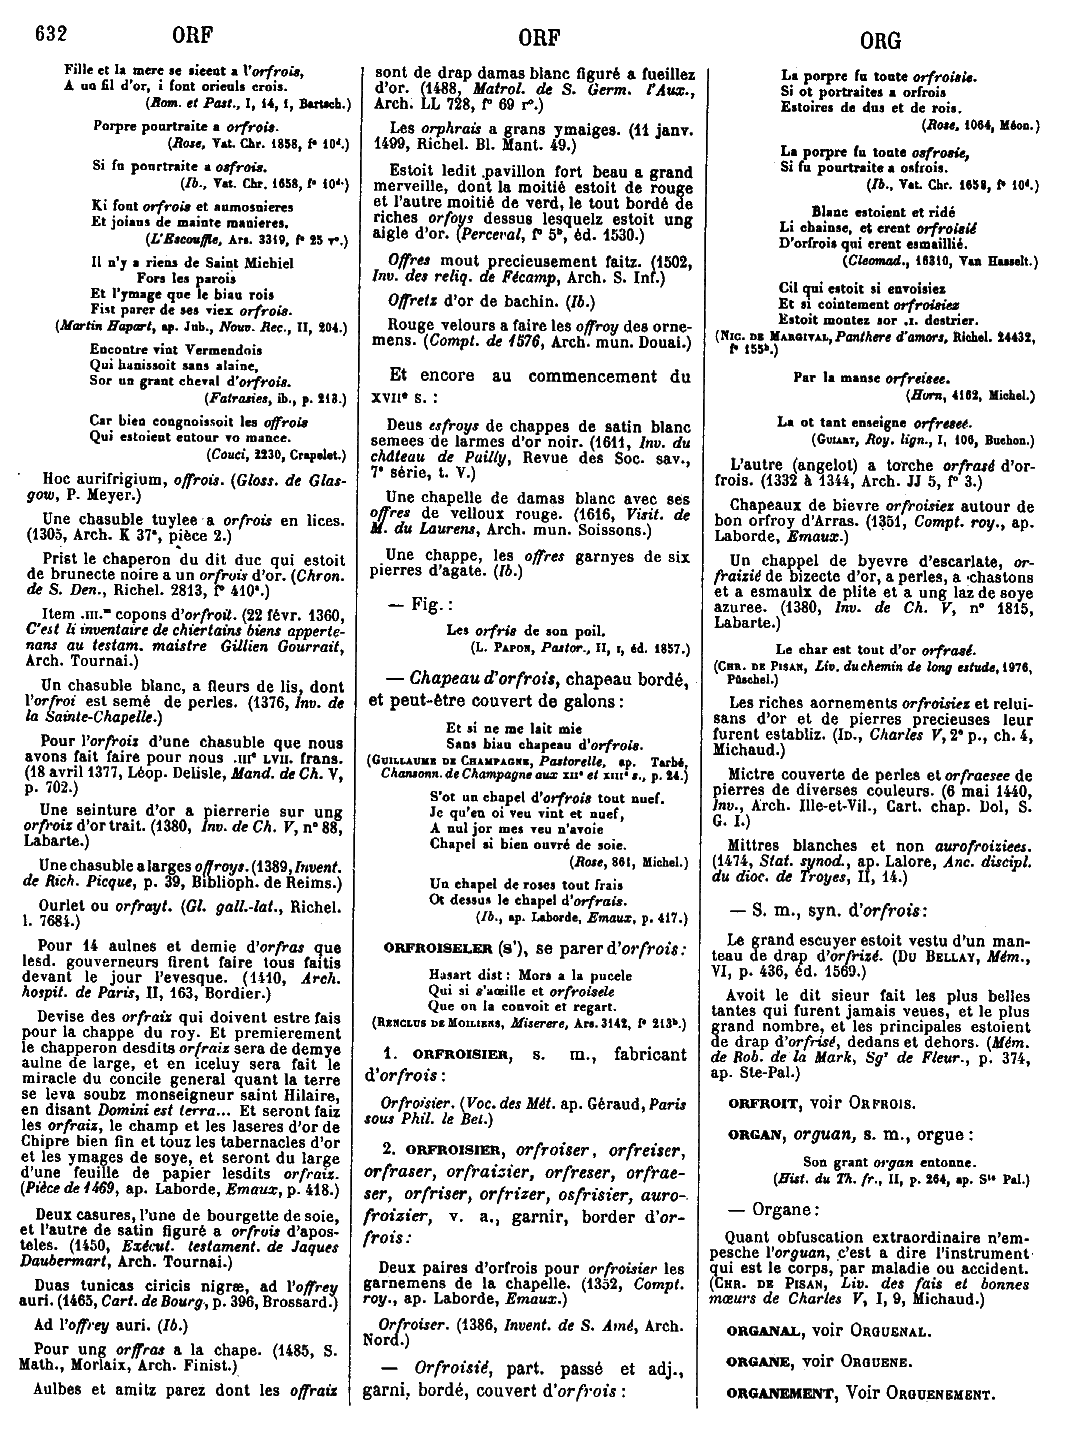 632 ORF ORF ORG
Fille et la mere se sieent a l'orfrois,
A un fil d'or, i font orieuls crois.
(Rom. et Past., I, 14, 1, Bartsch.)
Porpre pourtraite a orfrois.
(Rose, Vat. Chr. 1858, fº 10ᵈ.)
Si fu pourtraite a osfrois.
(Ib., Vat. Chr. 1658, fº 10ᵈ.)
Ki font orfrois et aumosnieres
Et joians de mainte manieres.
(L'Escouffle, Ars. 3319, fº 25 rº.)
Il n'y a riens de Saint Michiel
Fors les parois
Et l'ymage que le biau rois
Fist parer de ses viex orfrois.
(Martin Hapart, ap. Jub., Nouv. Rec., II, 204.)
Encontre vint Vermendois
Qui hanissoit sans alaine,
Sor un grant cheval d'orfrois.
(Fatrasies, ib., p. 213.)
Car bien congnoissoit les offrois
Qui estoient entour vo mance.
(Couci, 2230, Crapelet.)
Hoc aurifrigium, offrois. (Gloss. de Glas-
gow, P. Meyer.)
Une chasuble tuylee a orfrois en lices.
(1305, Arch. K 37ᵃ, pièce 2.)
Prist le chaperon du dit duc qui estoit
de brunecte noire a un orfrois d'or. (Chron.
de S. Den., Richel. 2813, fº 410ᵃ.)
Item .III.ᵐ copons d'orfroit. (22 févr. 1360,
C'est li inventaire de chiertains biens apperte-
nans au testam. maistre Gillien Gourrait,
Arch. Tournai.)
Un chasuble blanc, a fleurs de lis, dont
l'orfroi est semé de perles. (1376, Inv. de
la Sainte-Chapelle.)
Pour l'orfroiz d'une chasuble que nous
avons fait faire pour nous .IIIᶜ LVII. frans.
(18 avril 1377, Léop. Delisle, Mand. de Ch. V,
p. 702.)
Une seinture d'or a pierrerie sur ung
orfroiz d'or trait. (1380, Inv. de Ch. V, nº 88,
Labarte.)
Une chasuble a larges offroys. (1389, Invent.
de Rich. Picque, p. 39, Biblioph. de Reims.)
Ourlet ou orfrayt. (Gl. gall.-lat., Richel.
l. 7684.)
Pour 14 aulnes et demie d'orfras que
lesd. gouverneurs firent faire tous faitis
devant le jour l'evesque. (1410, Arch.
hospit. de Paris, II, 163, Bordier.)
Devise des orfraiz qui doivent estre fais
pour la chappe du roy. Et premierement
le chapperon desdits orfraiz sera de demye
aulne de large, et en iceluy sera fait le
miracle du concile general quant la terre
se leva soubz monseigneur saint Hilaire,
en disant Domini est terra... Et seront faiz
les orfraiz, le champ et les laseres d'or de
Chipre bien fin et touz les tabernacles d'or
et les ymages de soye, et seront du large
d'une feuille de papier lesdits orfraiz.
(Pièce de 1469, ap. Laborde, Emaux, p. 418.)
Deux casures, l'une de bourgette de soie,
et l'autre de satin figuré a orfrois d'apos-
teles. (1450, Exécut. testament. de Jaques
Daubermart, Arch. Tournai.)
Duas tunicas ciricis nigræ, ad l'offrey
auri. (1465, Cart. de Bourg, p. 396, Brossard.)
Ad l'offrey auri. (Ib.)
Pour ung orffras a la chape. (1485, S.
Math., Morlaix, Arch. Finist.)
Aulbes et amitz parez dont les offraiz
sont de drap damas blanc figuré a fueillez
d'or. (1488, Matrol. de S. Germ. l'Aux.,
Arch. LL 728, fº 69 rº.)
Les orphrais a grans ymaiges. (11 janv.
1499, Richel. Bl. Mant. 49.)
Estoit ledit pavillon fort beau a grand
merveille, dont la moitié estoit de rouge
et l'autre moitié de verd, le tout bordé de
riches orfoys dessus lesquelz estoit ung
aigle d'or. (Perceval, fº 5ᵇ, éd. 1530.)
Offres mout precieusement faitz. (1502,
Inv. des reliq. de Fécamp, Arch. S. Inf.)
Offretz d'or de bachin. (Ib.)
Rouge velours a faire les offroy des orne-
mens. (Compt. de 1576, Arch. mun. Douai.)
Et encore au commencement du
XVIIᵉ s. :
Deus esfroys de chappes de satin blanc
semees de larmes d'or noir. (1611, Inv. du
château de Pailly, Revue des Soc. sav.,
7ᵉ série, t. V.)
Une chapelle de damas blanc avec ses
offres de velloux rouge. (1616, Visit. de
M. du Laurens, Arch. mun. Soissons.)
Une chappe, les offres garnyes de six
pierres d'agate. (Ib.)
— Fig. :
Les orfris de son poil.
(L. Papon, Pastor., II, I, éd. 1857.)
— Chapeau d'orfrois, chapeau bordé,
et peut-être couvert de galons :
Et si ne me lait mie
Sans biau chapeau d'orfrois.
(Guillaume de Champagne, Pastorelle, ap. Tarbé,
Chansonn. de Champagne aux XIIᵉ et XIIIᵉ s., p. 24.)
S'ot un chapel d'orfrois tout nuef.
Je qu'en oi veu vint et nuef,
A nul jor mes veu n'avoie
Chapel si bien ouvré de soie.
(Rose, 861, Michel.)
Un chapel de roses tout frais
Ot dessus le chapel d'orfrais.
(Ib., ap. Laborde, Emaux, p. 417.)
ORFROISELER (s'), se parer d'orfrois :
Hasart dist : Mors a la pucele
Qui si s'aœille et orfroisele
Que on la convoit et regart.
(Renclus de Moiliens, Miserere, Ars. 3142, fº 213ᵇ.)
1. ORFROISIER, s. m., fabricant
d'orfrois :
Orfroisier. (Voc. des Mét. ap. Géraud, Paris
sous Phil. le Bel.)
2. ORFROISIER, orfroiser, orfreiser,
orfraser, orfraizier, orfreser, orfrae-
ser, orfriser, orfrizer, osfrisier, auro-
froizier, v. a., garnir, border d'or-
frois :
Deux paires d'orfrois pour orfroisier les
garnemens de la chapelle. (1352, Compt.
roy., ap. Laborde, Emaux.)
Orfroiser. (1386, Invent. de S. Amé, Arch.
Nord.)
— Orfroisié, part. passé et adj.,
garni, bordé, couvert d'orfrois :
La porpre fu toute orfroisie.
Si ot portraites a orfrois
Estoires de dus et de rois.
(Rose, 1064, Méon.)
La porpre fu toute osfrosie,
Si fu pourtraite a osfrois.
(Ib., Vat. Chr. 1658, fº 10ᵈ.)
Blanc estoient et ridé
Li chainse, et erent orfroisié
D'orfrois qui erent esmaillié.
(Cleomad., 16310, Van Hasselt.)
Cil qui estoit si envoisiez
Et si cointement orfroisiez
Estoit montez sor .I. destrier.
(Nic. de Margival, Panthere d'amors, Richel. 24432,
fº 155ᵇ.)
Par la manse orfreisee.
(Horn, 4162, Michel.)
La ot tant enseigne orfreseé.
(Guiart, Roy. lign., I, 106, Buchon.)
L'autre (angelot) a torche orfrasé d'or-
frois. (1332 à 1344, Arch. JJ 5, fº 3.)
Chapeaux de bievre orfroisiez autour de
bon orfroy d'Arras. (1351, Compt. roy., ap.
Laborde, Emaux.)
Un chappel de byevre d'escarlate, or-
fraizié de bizecte d'or, a perles, a chastons
et a esmaulx de plite et a ung laz de soye
azuree. (1380, Inv. de Ch. V, nº 1815,
Labarte.)
Le char est tout d'or orfrasé.
(Chr. de Pisan, Liv. du chemin de long estude, 1976,
Püschel.)
Les riches aornements orfroisiez et relui-
sans d'or et de pierres precieuses leur
furent establiz. (Id., Charles V, 2ᵉ p., ch. 4,
Michaud.)
Mictre couverte de perles et orfraesee de
pierres de diverses couleurs. (6 mai 1440,
Inv., Arch. Ille-et-Vil., Cart. chap. Dol, S.
G. I.)
Mittres blanches et non aurofroiziees.
(1474, Stat. synod., ap. Lalore, Anc. discipl.
du dioc. de Troyes, II, 14.)
— S. m., syn. d'orfrois :
Le grand escuyer estoit vestu d'un man-
teau de drap d'orfrizé. (Du Bellay, Mém.,
VI, p. 436, éd. 1569.)
Avoit le dit sieur fait les plus belles
tantes qui furent jamais veues, et le plus
grand nombre, et les principales estoient
de drap d'orfrisé, dedans et dehors. (Mém.
de Rob. de la Mark, Sgʳ de Fleur., p. 374,
ap. Ste-Pal.)
ORFROIT, voir Orfrois.
ORGAN, orguan, s. m., orgue :
Son grant organ entonne.
(Hist. du Th. fr., II, p. 264, ap. Sᵗᵉ Pal.)
— Organe :
Quant obfuscation extraordinaire n'em-
pesche l'orguan, c'est a dire l'instrument
qui est le corps, par maladie ou accident.
(Chr. de Pisan, Liv. des fais et bonnes
mœurs de Charles V, I, 9, Michaud.)
ORGANAL, voir Orguenal.
ORGANE, voir Orguene.
ORGANEMENT, Voir Orguenement.